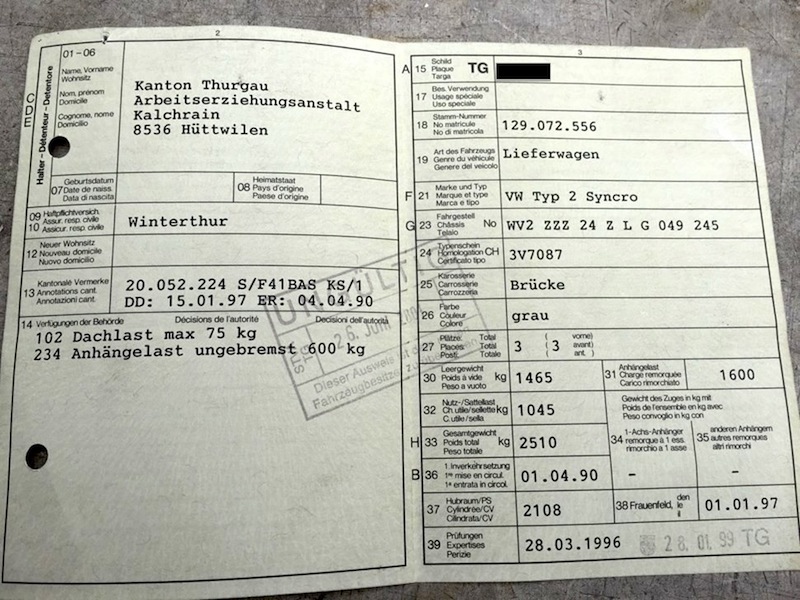 2
01-06
Halter - Détenteur - Detentore
C D E
Name, Vorname
Wohnsitz
Nom, prénom
Domicile
Cognome, nome
Domicilio
Kanton Thurgau
Arbeitserziehungsanstalt
Kalchrain
8536 Hüttwilen
07 Geburtsdatum
Date de naiss.
Data di nascita
08 Heimatstaat
Pays d'origine
Paese d'origine
09 Haftpflichtversich.
10 Assur. resp. civile
Assicur. resp. civile
Winterthur
12 Neuer Wohnsitz
Nouveau domicile
Nuovo domicilio
13 Kantonale Vermerke
Annotations cant.
Annotazioni cant.
20.052.224 S/F41BAS KS/1
DD: 15.01.97 ER: 04.04.90
14 Verfügungen der Behörde Décisions de l'autorité Decisioni dell'autorità
102 Dachlast max 75 kg
234 Anhängelast ungebremst 600 kg
UNGÜLTIG
STG 26. Juni
Dieser Ausweis
Fahrzeugbesitzer
3
A 15 Schild
Plaque
Targa
TG
17 Bes. Verwendung
Usage spéciale
Uso speciale
18 Stamm-Nummer
No matricule
No di matricola
129.072.556
19 Art des Fahrzeugs
Genre du véhicule
Genere del veicolo
Lieferwagen
F 21 Marke und Typ
Marque et type
Marca e tipo
VW Typ 2 Syncro
G 23 Fahrgestell
Châssis No
Telaio
WV2 ZZZ 24 Z L G 049 245
24 Typenschein
Homologation CH
Certificato tipo
3V7087
25 Karosserie
Carrosserie
Carrozzeria
Brücke
26 Farbe
Couleur
Colore
grau
27 Plätze: Total
Places: Total
Posti: Totale
3 (3 vorne)
avant)
ant. )
30 Leergewicht
Poids à vide kg
Peso a vuoto
1465
31 Anhängelast
Charge remorquée
Carico rimorchiato
1600
32 Nutz-/Sattellast
Ch. utile/sellette kg
C. utile/sella
1045
Gewicht des Zuges in kg mit
Poids de l'ensemble en kg avec
Peso convoglio in kg con
H 33 Gesamtgewicht
Poids total kg
Peso totale
2510
34 1-Achs-Anhänger
remorque à 1 ess.
rimorchio à 1 asse
-
35 anderen Anhängern
autres remorques
altri rimorchi
-
B 36 1. Inverkehrsetzung
1re mise en circul.
1a entrata in circol.
01.04.90
37 Hubraum/PS
Cylindrée/CV
Cilindrata/CV
2108
38 Frauenfeld, den
le
il
01.01.97
39 Prüfungen
Expertises
Perizie
28.03.1996
28. 01. 99 TG